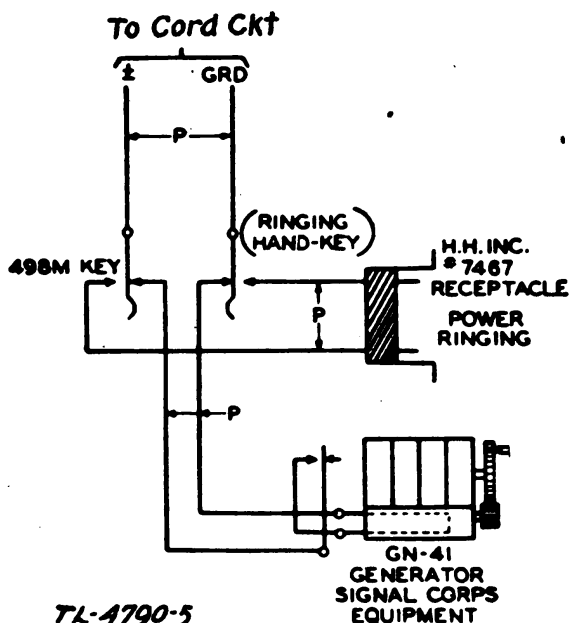 To Cord Ckt
± GRD
P
(RINGING
HAND-KEY)
498M KEY
H.H. INC.
# 7467
RECEPTACLE
P
POWER
RINGING
P
GN-41
GENERATOR
SIGNAL CORPS
EQUIPMENT
TL-4790-5